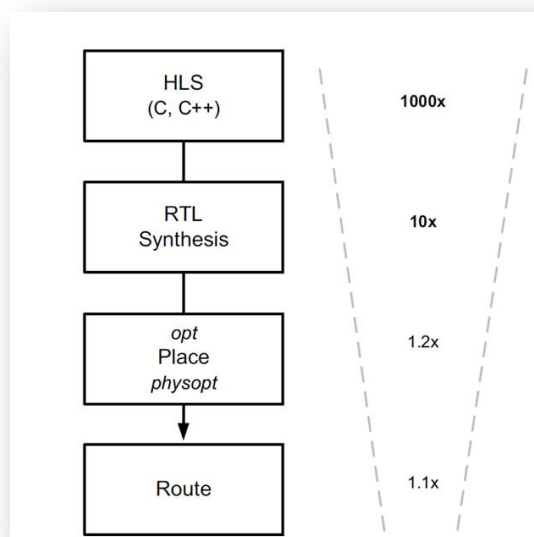 HLS
(C, C++)
1000x
RTL
Synthesis
10x
opt
Place
physopt
1.2x
Route
1.1x